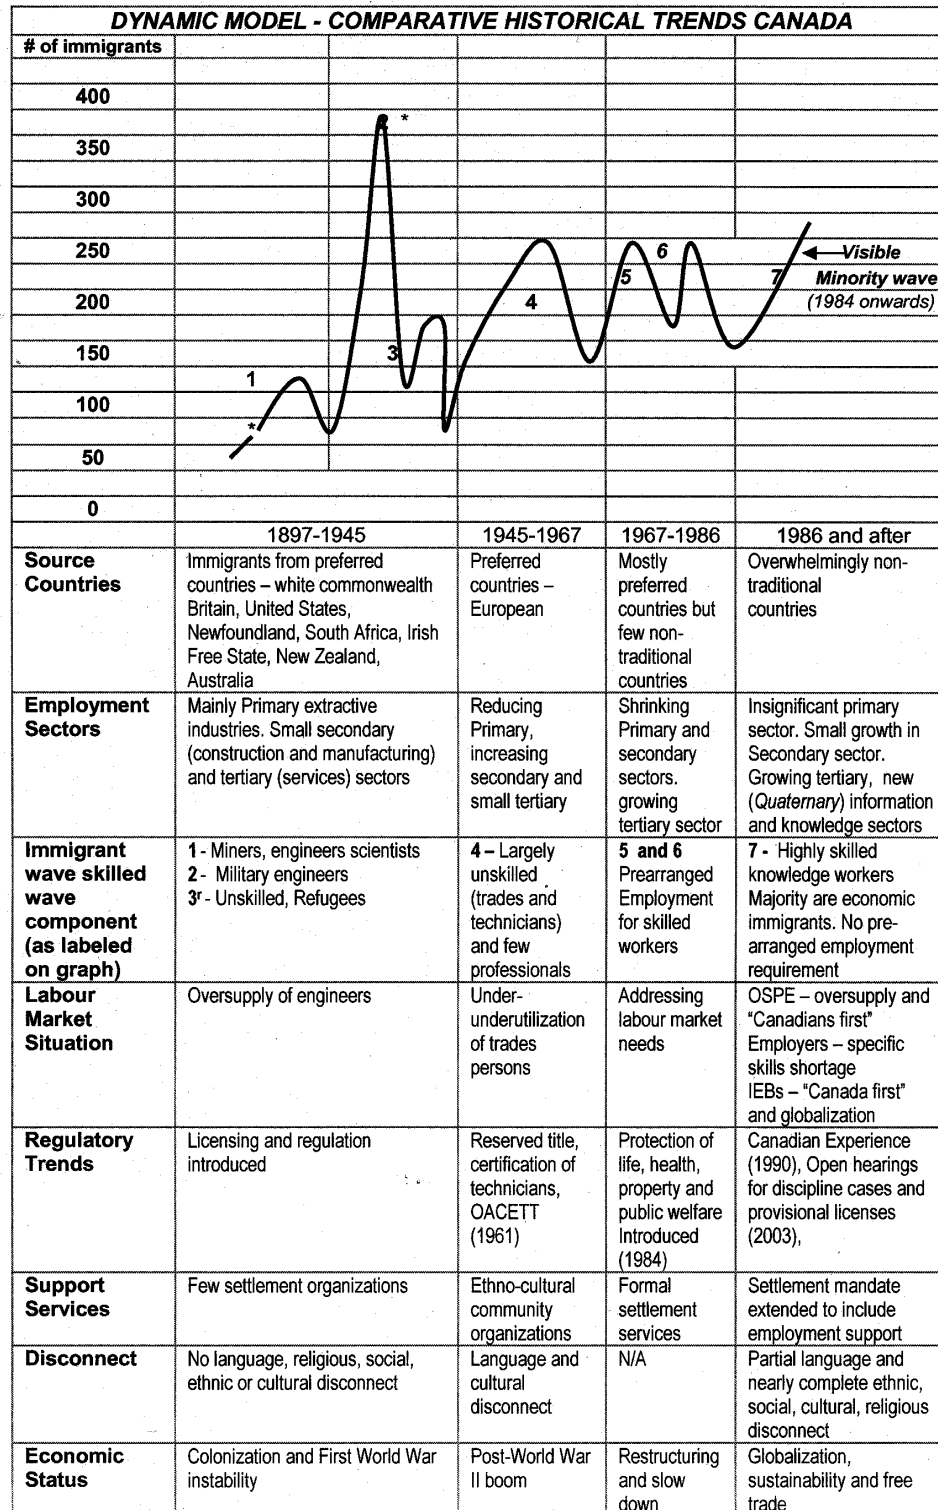 DYNAMIC MODEL - COMPARATIVE HISTORICAL TRENDS CANADA
# of immigrants
400
350
300
250
200
150
100
50
0
*
1
*
3
4
5
6
7
Visible
Minority wave
(1984 onwards)
1897-1945
1945-1967
1967-1986
1986 and after
Source
Countries
Immigrants from preferred
countries – white commonwealth
Britain, United States,
Newfoundland, South Africa, Irish
Free State, New Zealand,
Australia
Preferred
countries –
European
Mostly
preferred
countries but
few non-
traditional
countries
Overwhelmingly non-
traditional
countries
Employment
Sectors
Mainly Primary extractive
industries. Small secondary
(construction and manufacturing)
and tertiary (services) sectors
Reducing
Primary,
increasing
secondary and
small tertiary
Shrinking
Primary and
secondary
sectors.
growing
tertiary sector
Insignificant primary
sector. Small growth in
Secondary sector.
Growing tertiary, new
(Quaternary) information
and knowledge sectors
Immigrant
wave skilled
wave
component
(as labeled
on graph)
1 - Miners, engineers scientists
2 - Military engineers
3r - Unskilled, Refugees
4 – Largely
unskilled
(trades and
technicians)
and few
professionals
5 and 6
Prearranged
Employment
for skilled
workers
7 - Highly skilled
knowledge workers
Majority are economic
immigrants. No pre-
arranged employment
requirement
Labour
Market
Situation
Oversupply of engineers
Under-
underutilization
of trades
persons
Addressing
labour market
needs
OSPE – oversupply and
“Canadians first”
Employers – specific
skills shortage
IEBs – “Canada first”
and globalization
Regulatory
Trends
Licensing and regulation
introduced
Reserved title,
certification of
technicians,
OACETT
(1961)
Protection of
life, health,
property and
public welfare
Introduced
(1984)
Canadian Experience
(1990), Open hearings
for discipline cases and
provisional licenses
(2003),
Support
Services
Few settlement organizations
Ethno-cultural
community
organizations
Formal
settlement
services
Settlement mandate
extended to include
employment support
Disconnect
No language, religious, social,
ethnic or cultural disconnect
Language and
cultural
disconnect
N/A
Partial language and
nearly complete ethnic,
social, cultural, religious
disconnect
Economic
Status
Colonization and First World War
instability
Post-World War
II boom
Restructuring
and slow
down
Globalization,
sustainability and free
trade